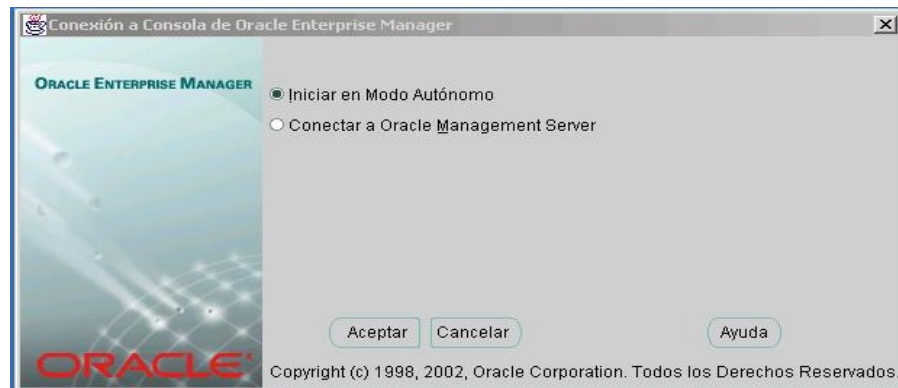 Conexión a Consola de Oracle Enterprise Manager
ORACLE ENTERPRISE MANAGER
Iniciar en Modo Autónomo
Conectar a Oracle Management Server
Aceptar
Cancelar
Ayuda
ORACLE
Copyright (c) 1998, 2002, Oracle Corporation. Todos los Derechos Reservados.